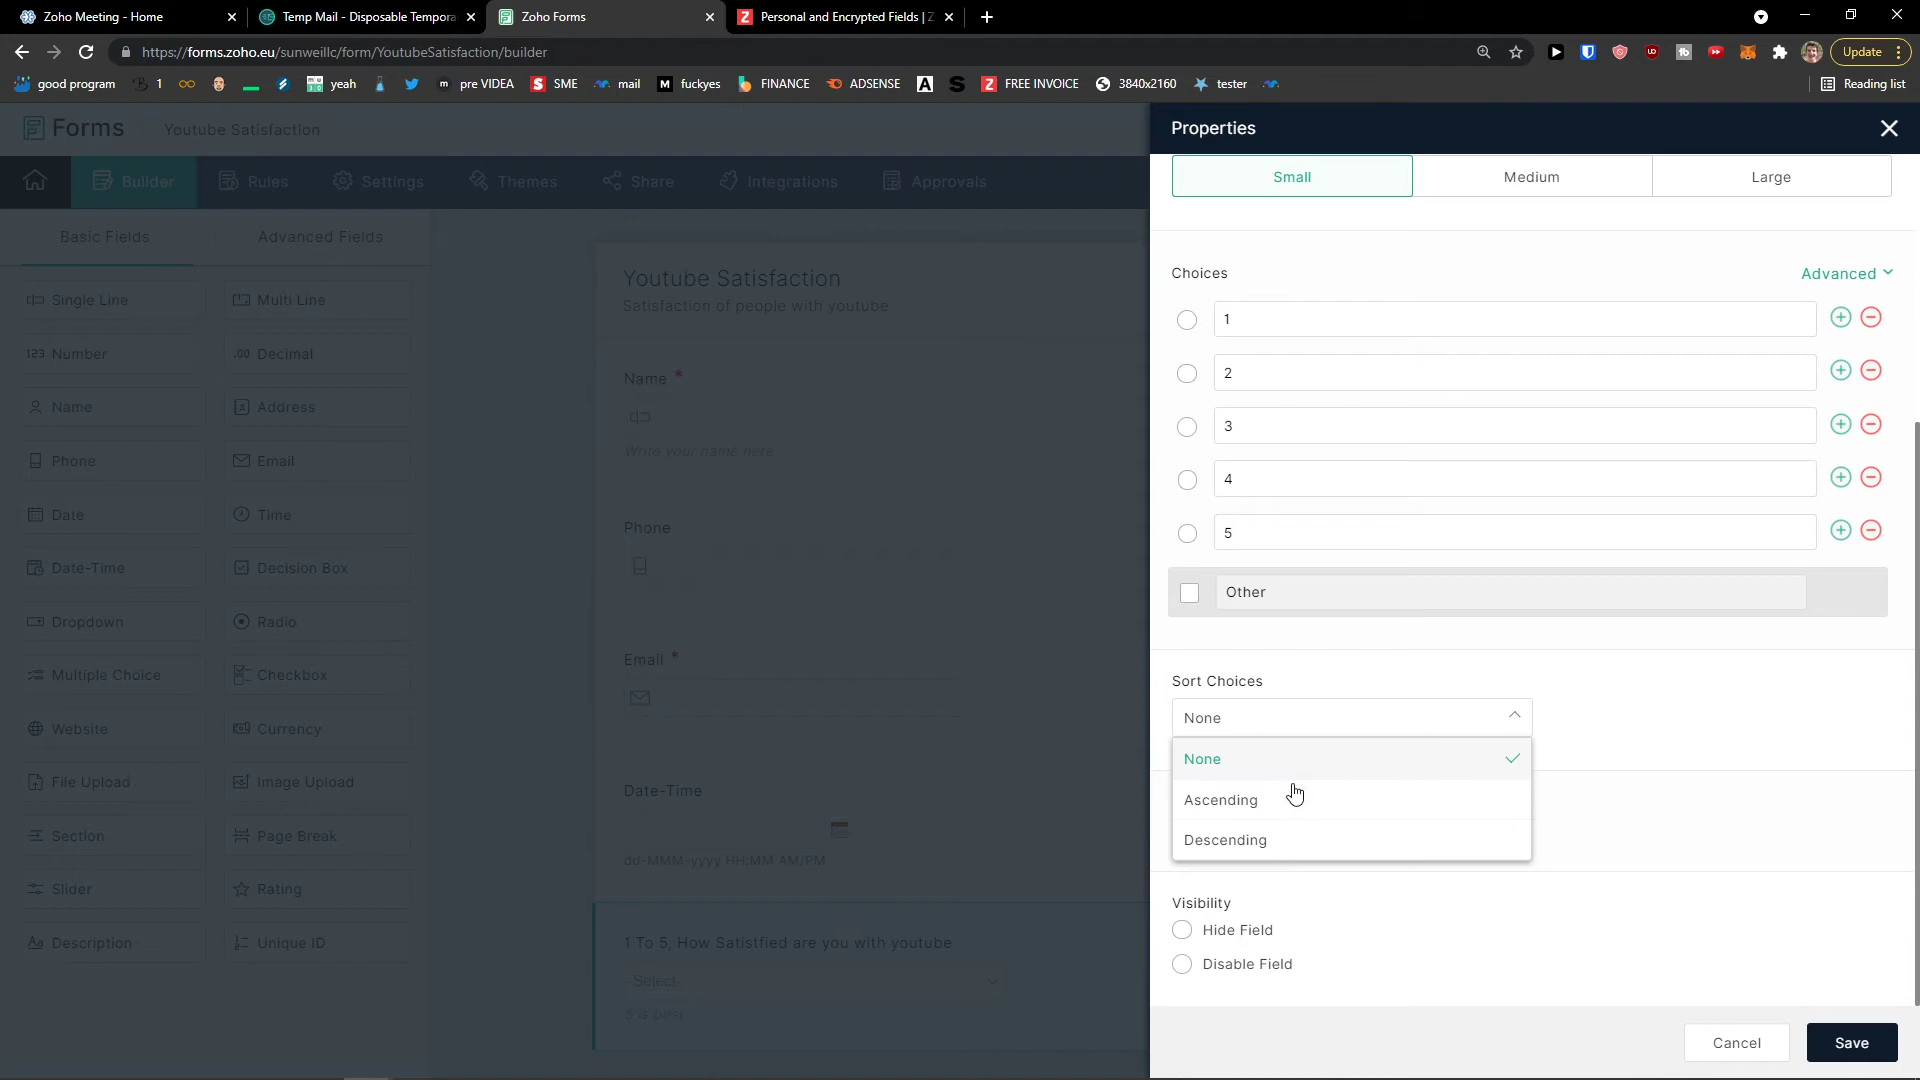 Zoho Meeting - Home
Temp Mail - Disposable Tempora
Zoho Forms
Personal and Encrypted Fields | Z
https://forms.zoho.eu/sunweillc/form/YoutubeSatisfaction/builder
Update
good program
1
yeah
pre VIDEA
SME
mail
fuckyes
FINANCE
ADSENSE
FREE INVOICE
3840x2160
tester
Reading list
Forms
Youtube Satisfaction
Properties
Builder
Rules
Settings
Themes
Share
Integrations
Approvals
Small
Medium
Large
Basic Fields
Advanced Fields
Single Line
Multi Line
Number
Decimal
Name
Address
Phone
Email
Date
Time
Date-Time
Decision Box
Dropdown
Radio
Multiple Choice
Checkbox
Website
Currency
File Upload
Image Upload
Section
Page Break
Slider
Rating
Description
Unique ID
Youtube Satisfaction
Satisfaction of people with youtube
Name *
Write your name here
Phone
Email *
Date-Time
dd-MMM-yyyy HH:MM AM/PM
1 To 5, How Satistfied are you with youtube
-Select-
5 is best
Choices
Advanced
1
2
3
4
5
Other
Sort Choices
None
None
Ascending
Descending
Visibility
Hide Field
Disable Field
Cancel
Save